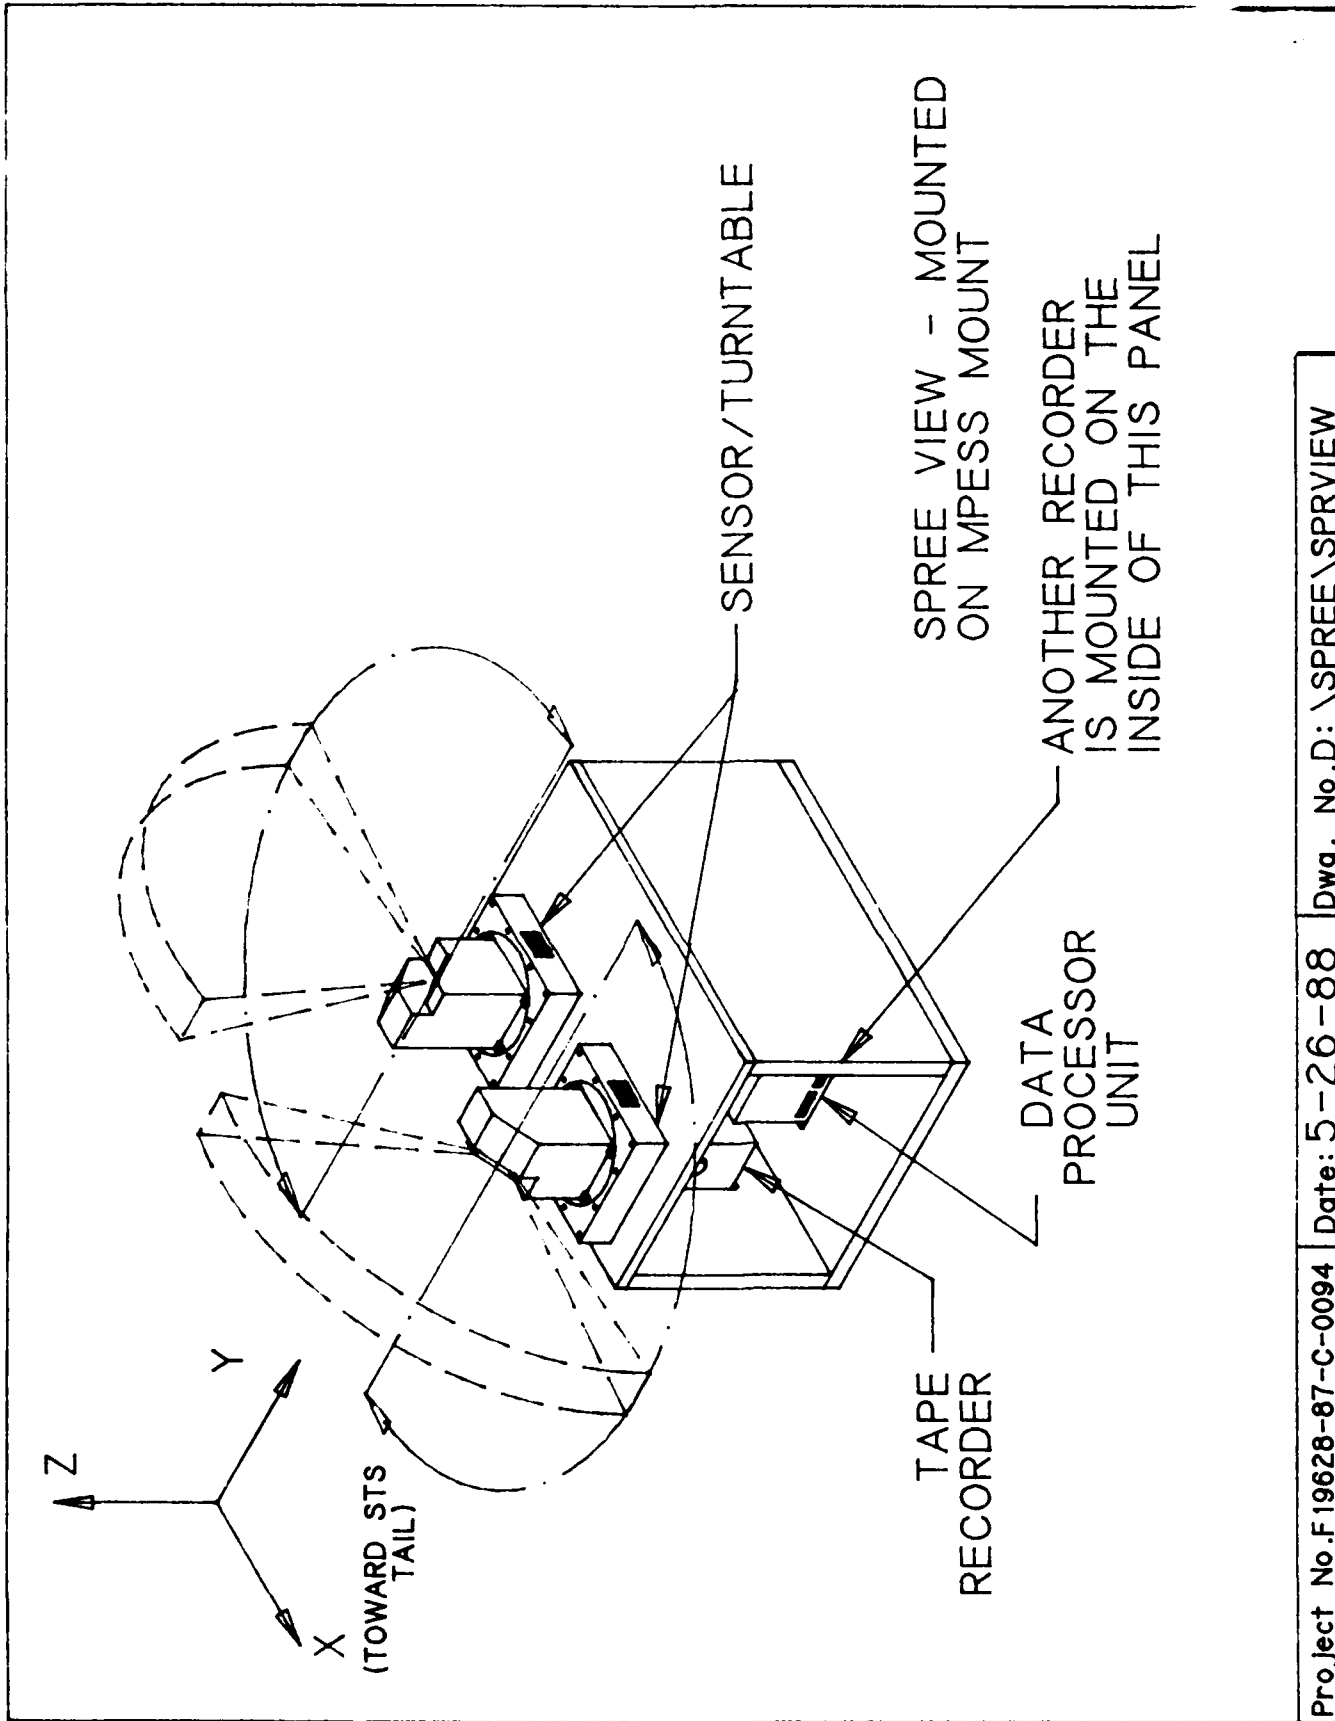 Z
Y
X
(TOWARD STS
TAIL)
SENSOR/TURNTABLE
SPREE VIEW - MOUNTED
ON MPESS MOUNT
ANOTHER RECORDER
IS MOUNTED ON THE
INSIDE OF THIS PANEL
DATA
PROCESSOR
UNIT
TAPE
RECORDER
Project No.F19628-87-C-0094
Date: 5-26-88
Dwg. No.D: \SPREE\SPRVIEW